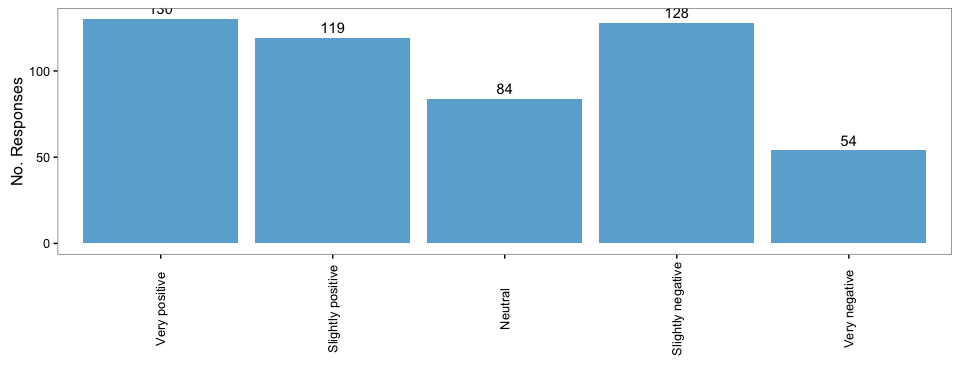 130
119
84
128
54
No. Responses
100
50
0
Very positive
Slightly positive
Neutral
Slightly negative
Very negative